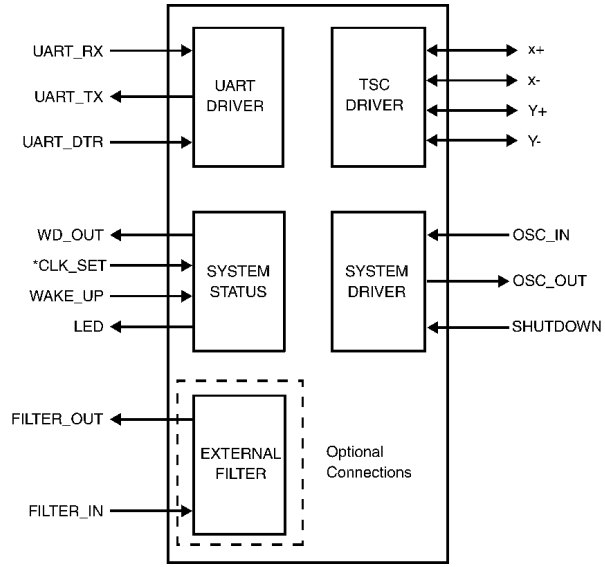 UART_RX
UART_TX
UART_DTR
UART
DRIVER
TSC
DRIVER
x+
x-
Y+
Y-
WD_OUT
*CLK_SET
WAKE_UP
LED
SYSTEM
STATUS
SYSTEM
DRIVER
OSC_IN
OSC_OUT
SHUTDOWN
FILTER_OUT
FILTER_IN
EXTERNAL
FILTER
Optional
Connections